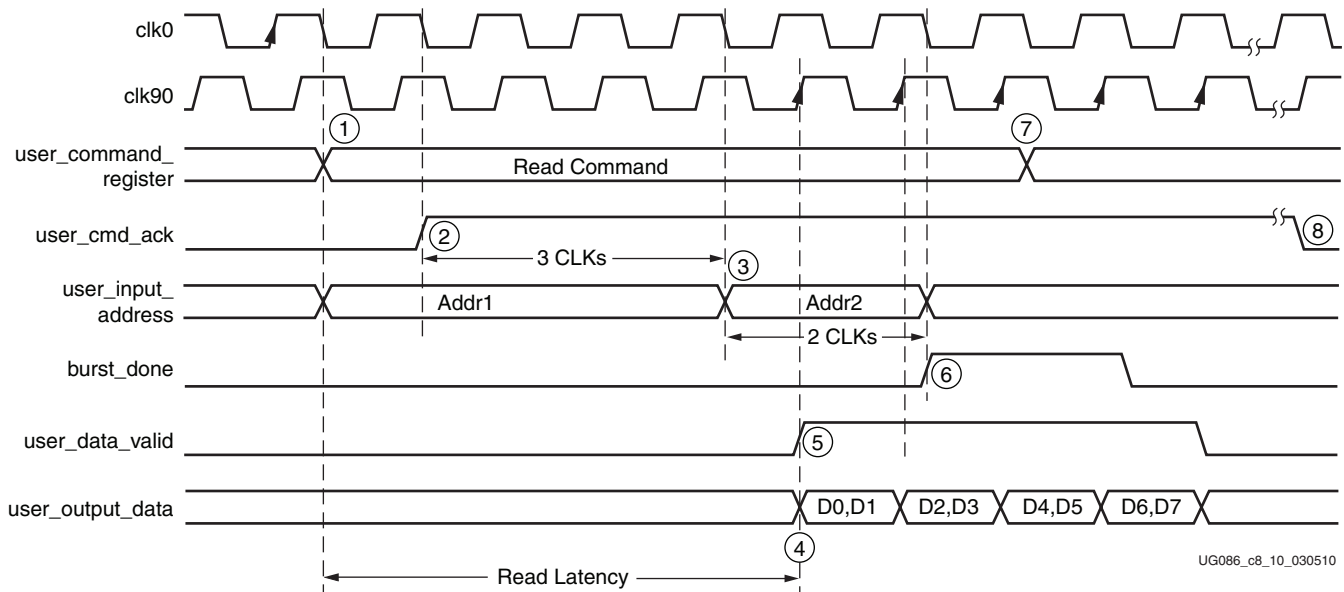 clk0
clk90
1
7
user_command_
register
Read Command
user_cmd_ack
2
8
3 CLKs
3
user_input_
address
Addr1
Addr2
2 CLKs
burst_done
6
user_data_valid
5
user_output_data
D0,D1
D2,D3
D4,D5
D6,D7
4
UG086_c8_10_030510
Read Latency